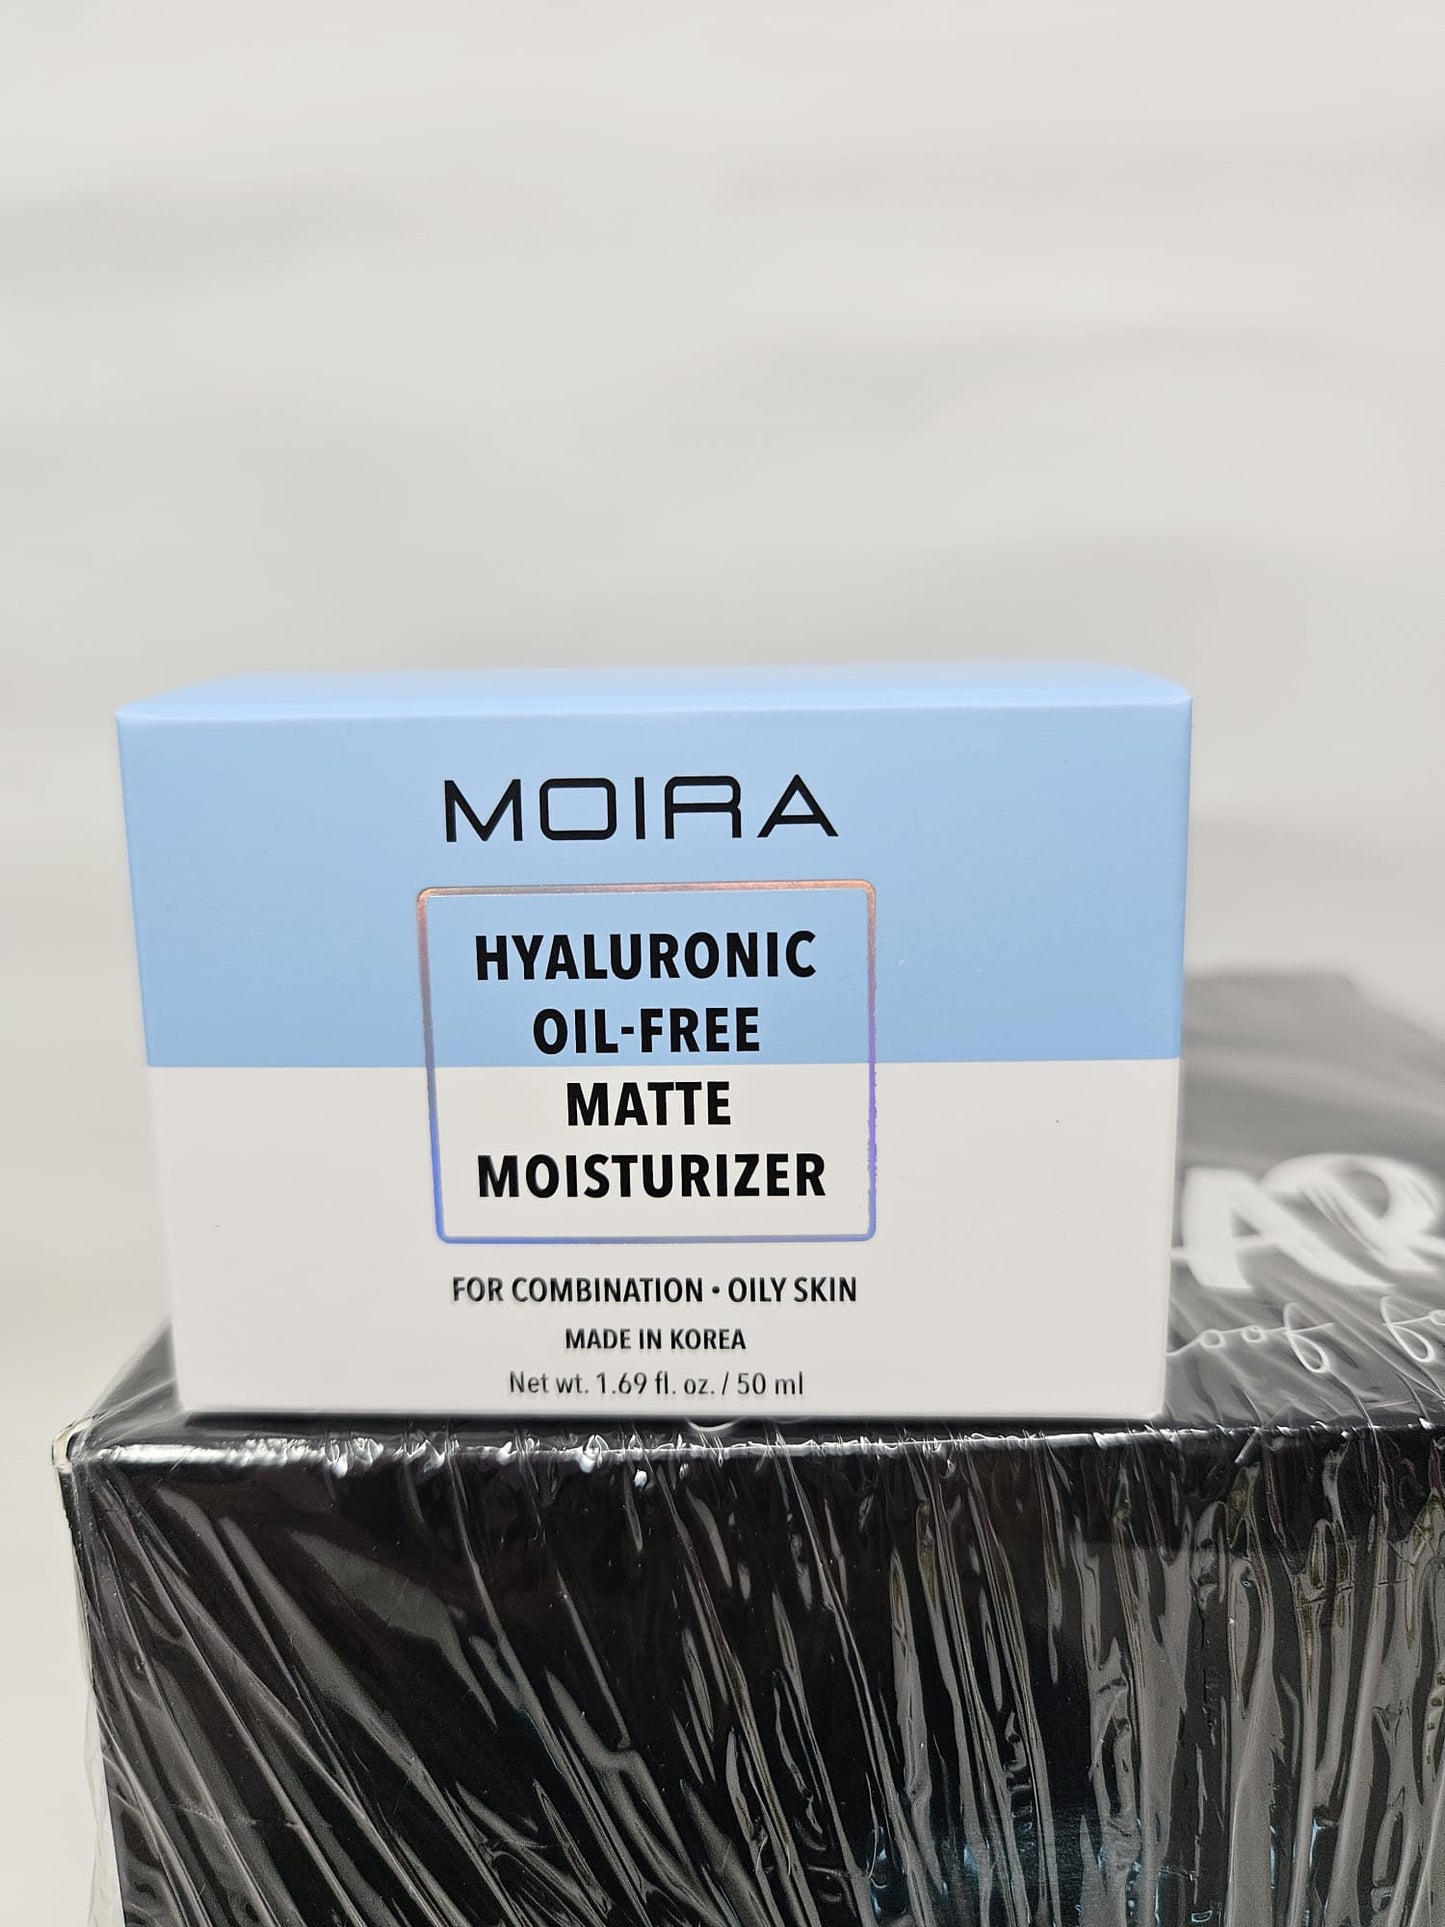 MOIRA
HYALURONIC
OIL-FREE
MATTE
MOISTURIZER
FOR COMBINATION • OILY SKIN
MADE IN KOREA
Net wt. 1.69 fl. oz. / 50 ml